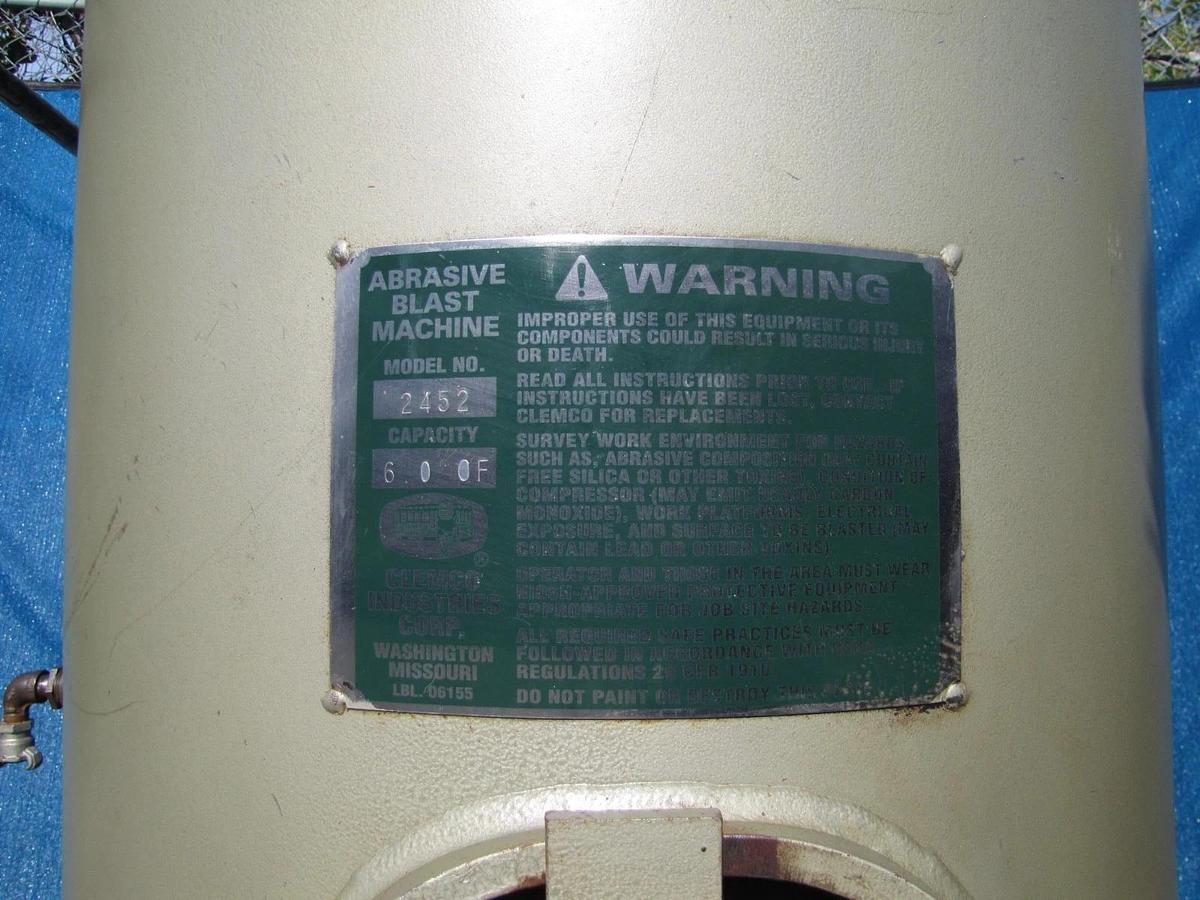 ABRASIVE
BLAST
MACHINE
MODEL NO.
2452
CAPACITY
6.0 CF
®
CLEMCO
INDUSTRIES
CORP.
WASHINGTON
MISSOURI
LBL. 06155
WARNING
IMPROPER USE OF THIS EQUIPMENT OR ITS
COMPONENTS COULD RESULT IN SERIOUS INJURY
OR DEATH.
READ ALL INSTRUCTIONS PRIOR TO USE. IF
INSTRUCTIONS HAVE BEEN LOST, CONTACT
CLEMCO FOR REPLACEMENTS.
SURVEY WORK ENVIRONMENT FOR HAZARDS,
SUCH AS, ABRASIVE COMPOSITION (MAY CONTAIN
FREE SILICA OR OTHER TOXINS), CONDITION OF
COMPRESSOR (MAY EMIT DEADLY CARBON
MONOXIDE), WORK PLATFORMS, ELECTRICAL
EXPOSURE, AND SURFACE TO BE BLASTED (MAY
CONTAIN LEAD OR OTHER TOXINS).
OPERATOR AND THOSE IN THE AREA MUST WEAR
NIOSH-APPROVED PROTECTIVE EQUIPMENT
APPROPRIATE FOR JOB SITE HAZARDS.
ALL REQUIRED SAFE PRACTICES MUST BE
FOLLOWED IN ACCORDANCE WITH OSHA
REGULATIONS 29 CFR 1910.
DO NOT PAINT OR DESTROY THIS